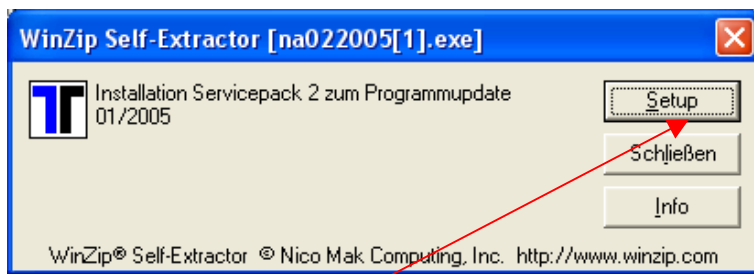 WinZip Self-Extractor [na022005[1].exe]
Installation Servicepack 2 zum Programmupdate
01/2005
Setup
Schließen
Info
WinZip® Self-Extractor © Nico Mak Computing, Inc. http://www.winzip.com